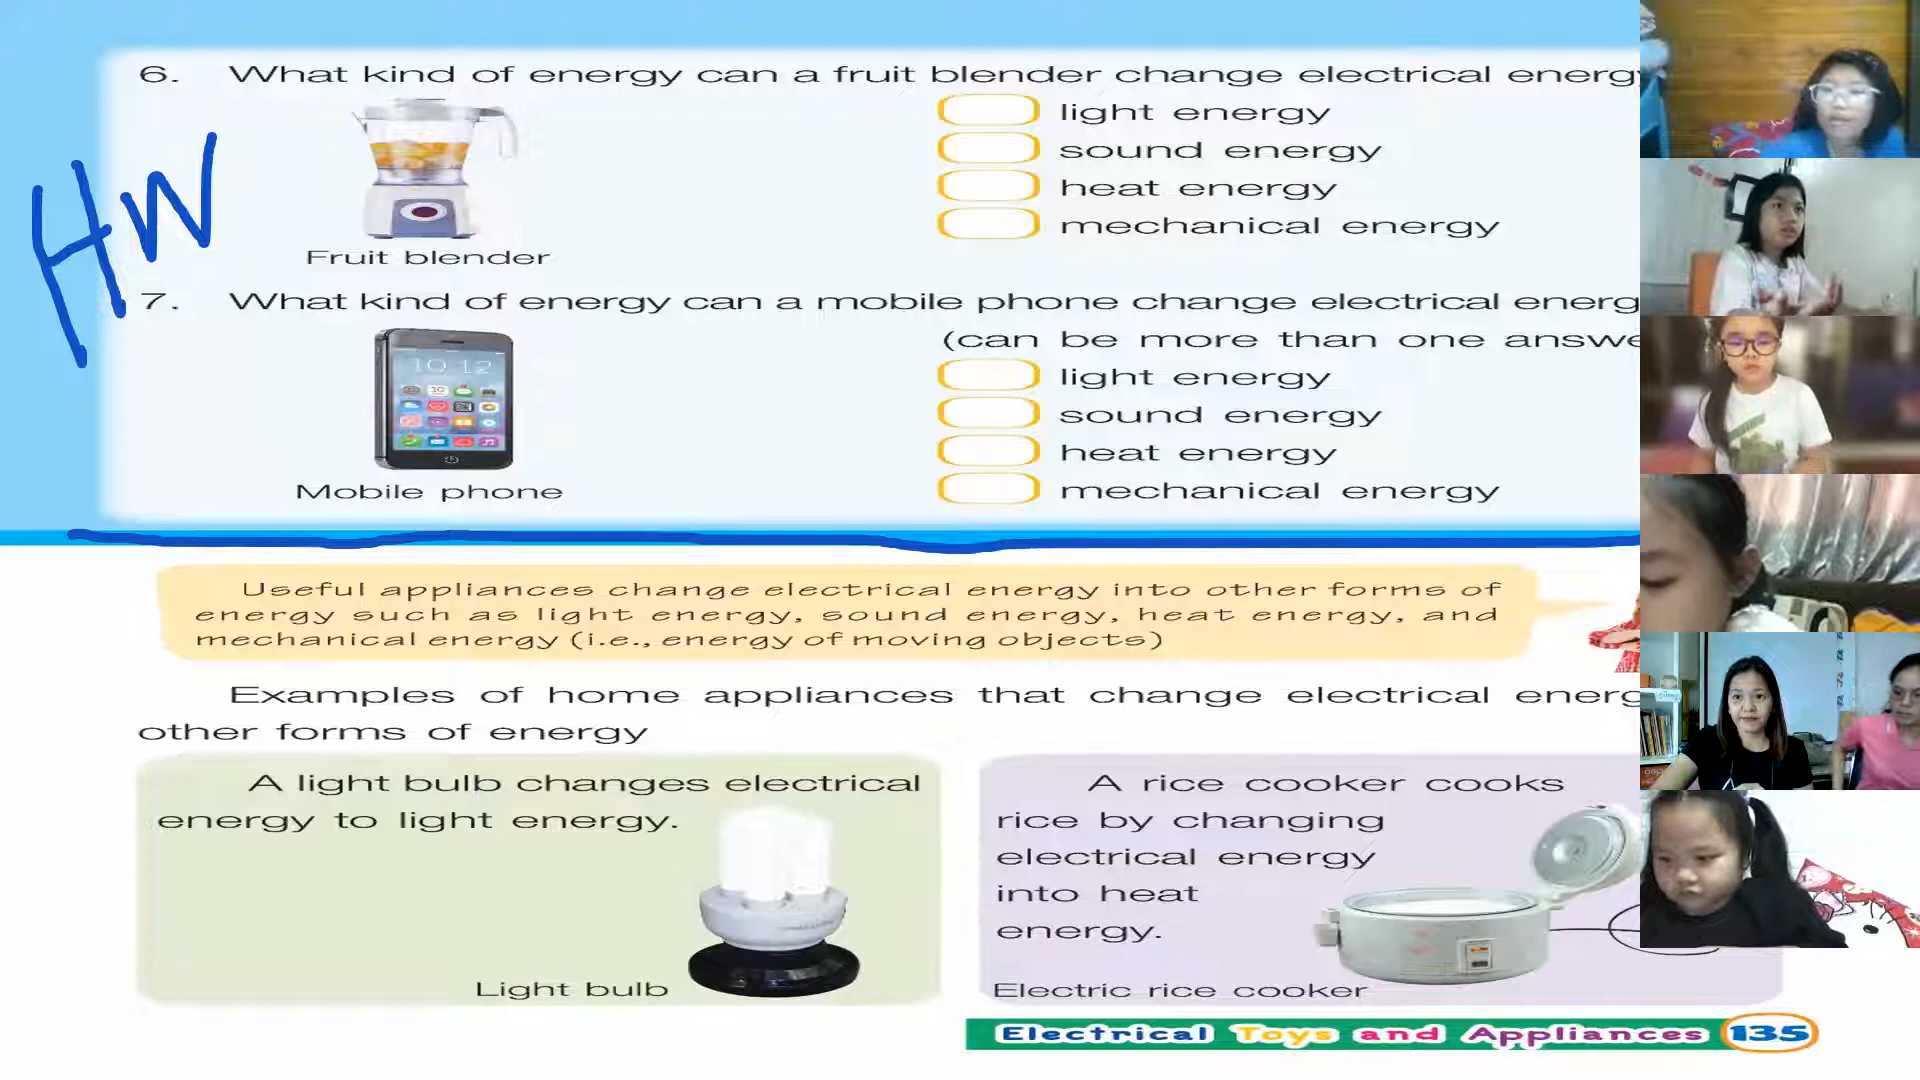 6. What kind of energy can a fruit blender change electrical energy
light energy
sound energy
HW
heat energy
mechanical energy
Fruit blender
7. What kind of energy can a mobile phone change electrical energ
(can be more than one answe
10 12
light energy
sound energy
heat energy
mechanical energy
Mobile phone
Useful appliances change electrical energy into other forms of
energy such as light energy, sound energy, heat energy, and
mechanical energy (i.e., energy of moving objects)
Examples of home appliances that change electrical energ
other forms of energy
A light bulb changes electrical
energy to light energy.
Light bulb
A rice cooker cooks
rice by changing
electrical energy
into heat
energy.
Electric rice cooker
Electrical Toys and Appliances 135